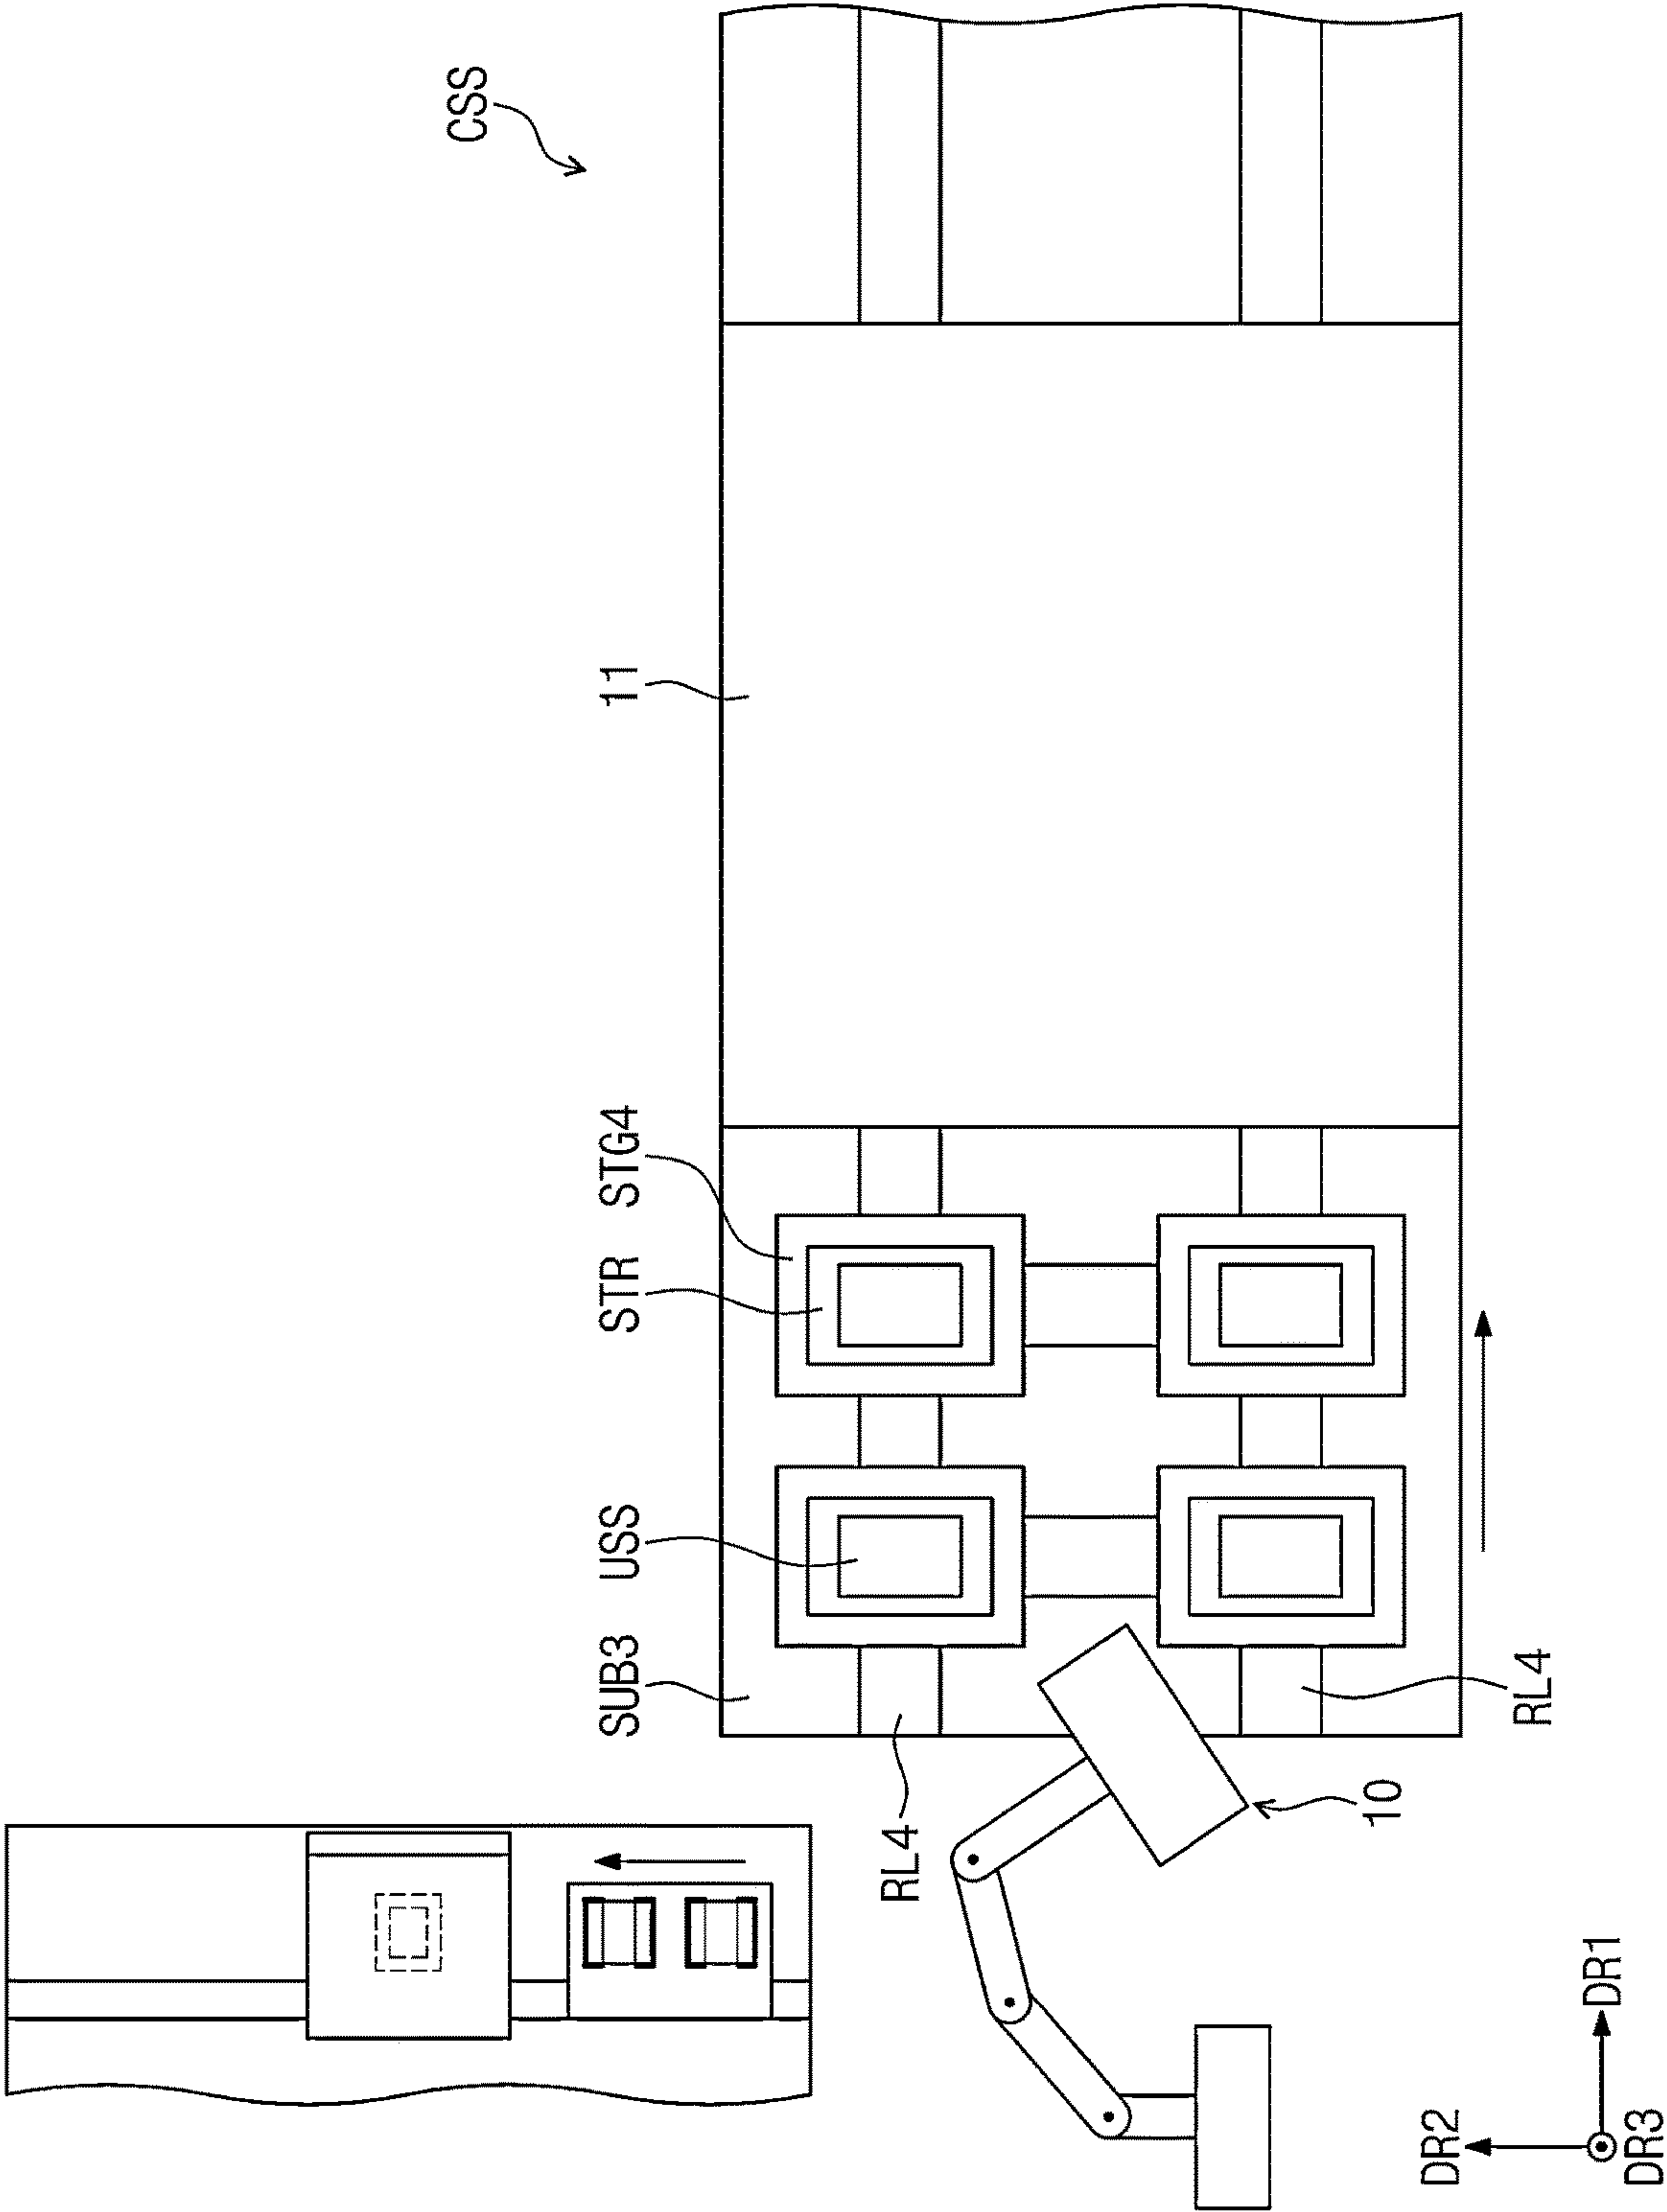 CSS
SUB3 USS STR STG4 11
RL4
10
DR2
RL4
DR1
DR3